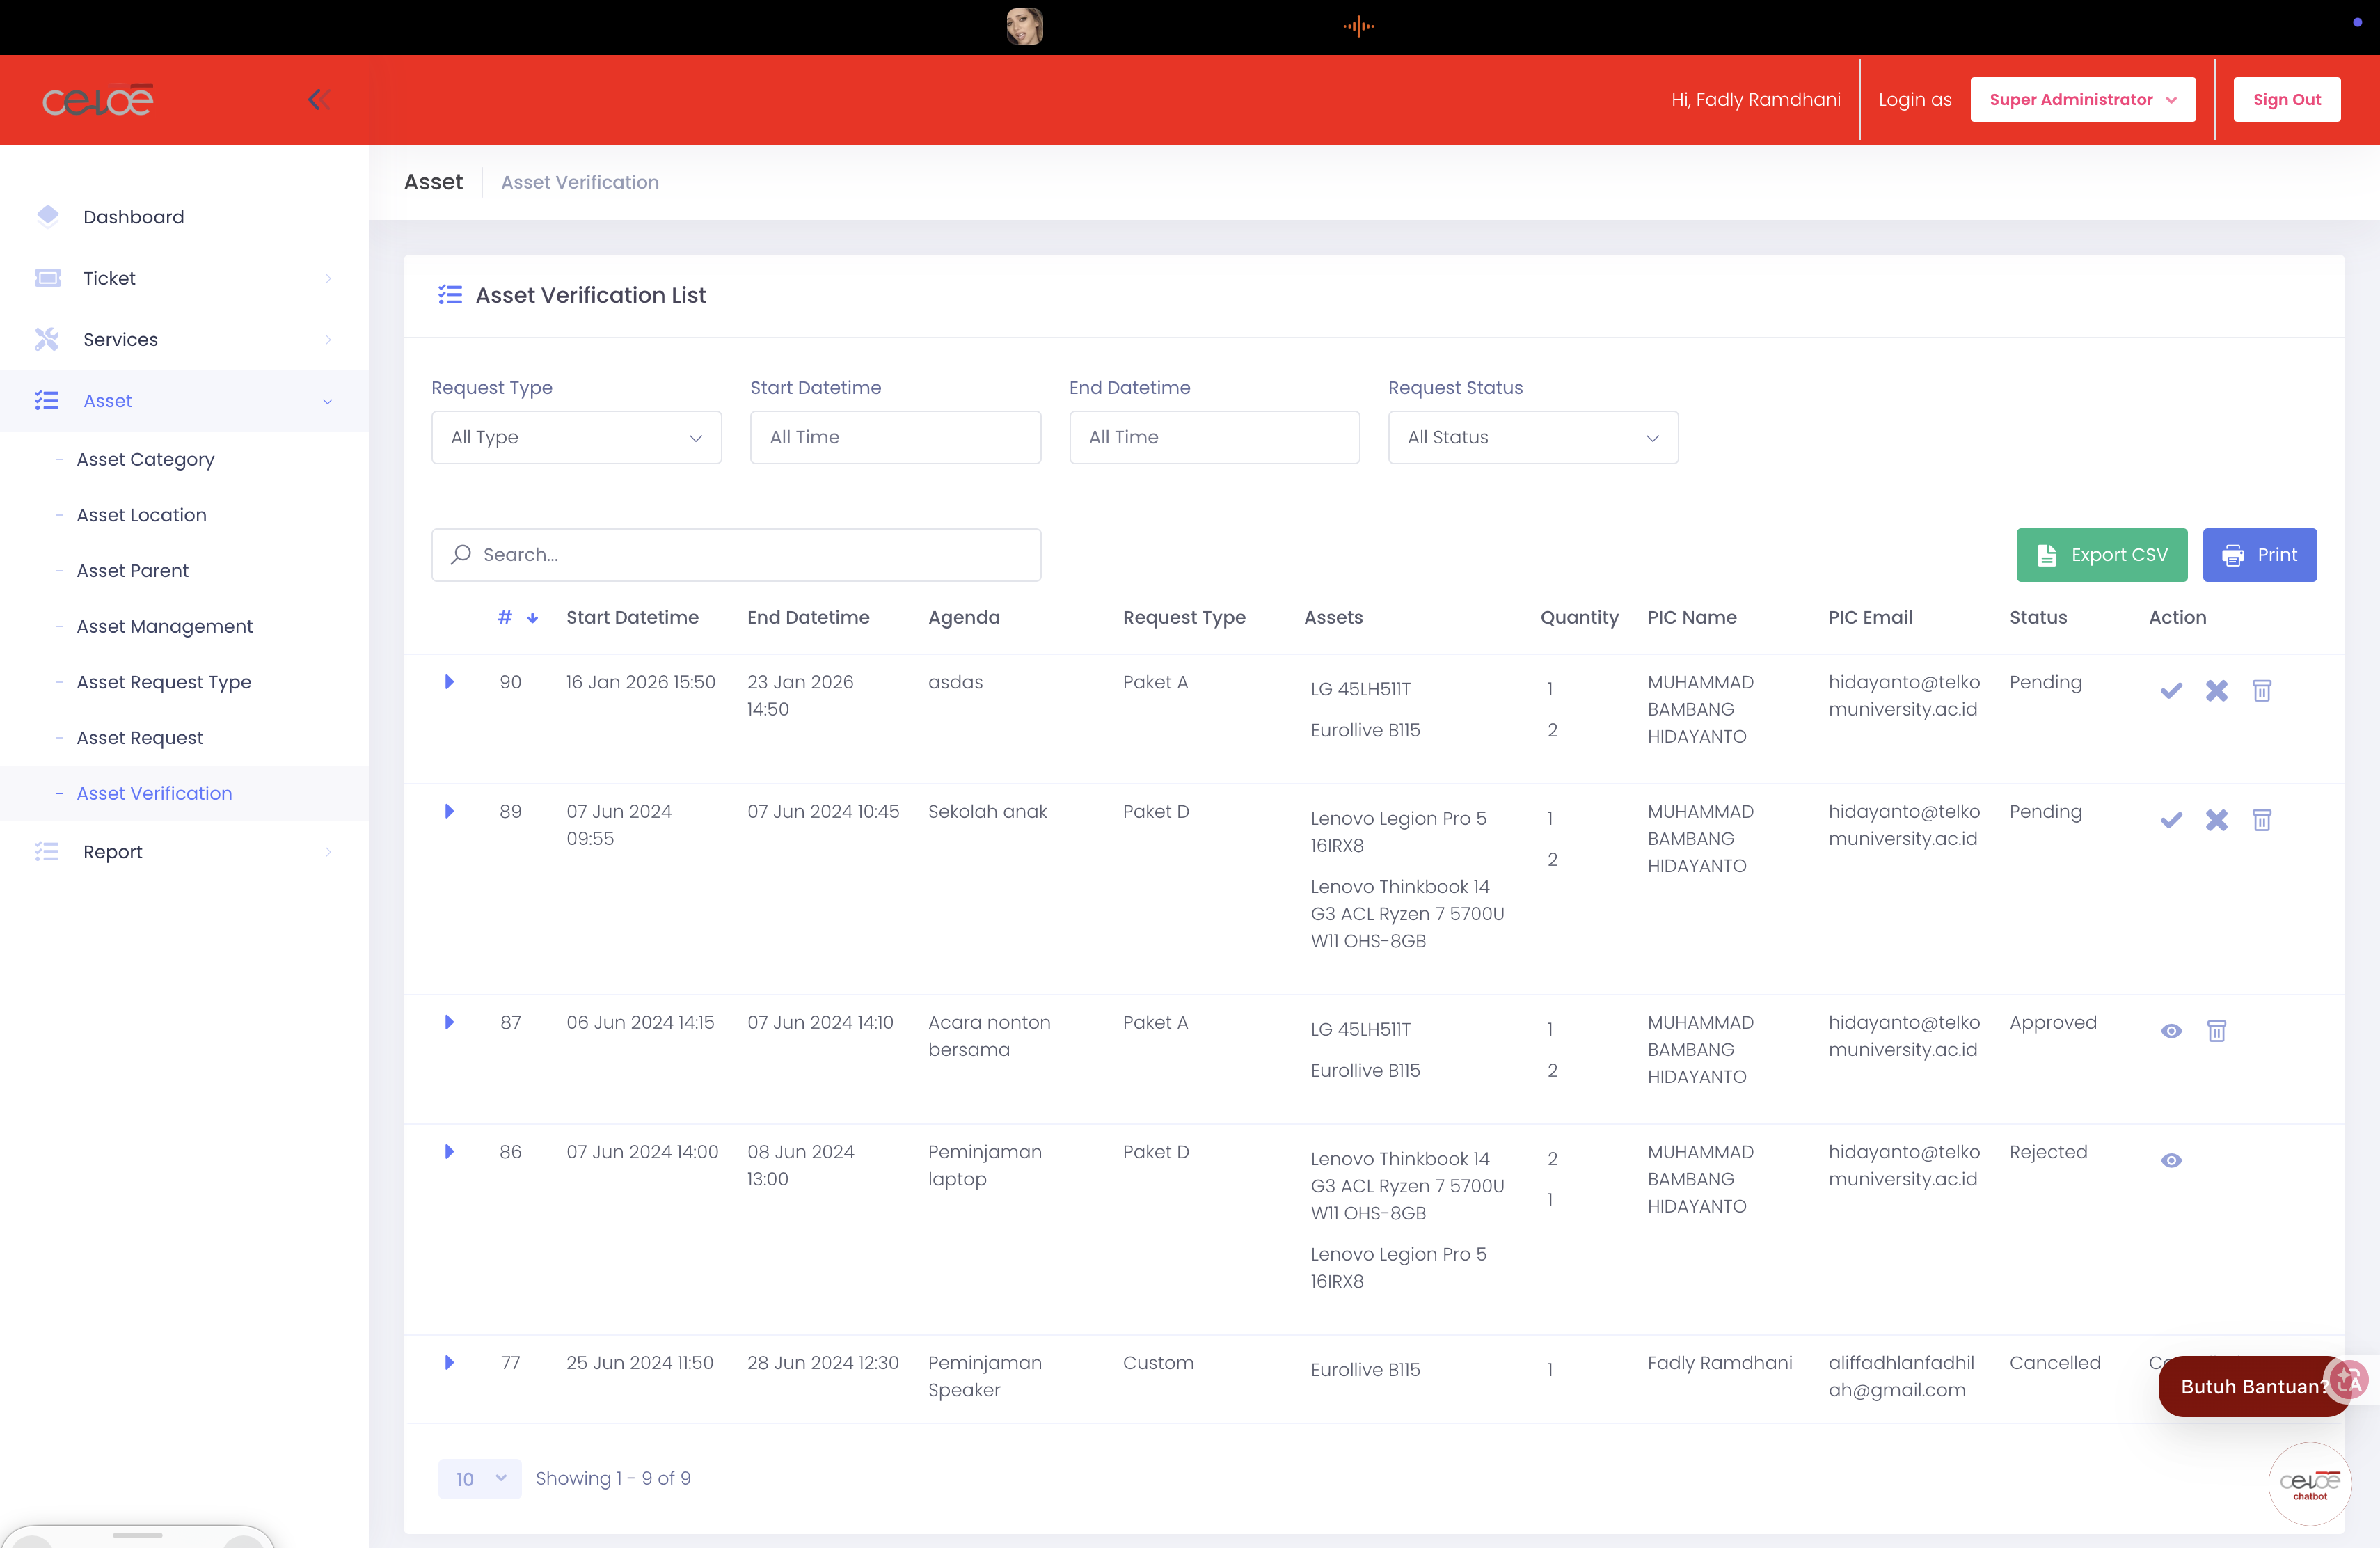 celoe
Hi, Fadly Ramdhani
Login as
Super Administrator
Sign Out
Asset
Asset Verification
Dashboard
Ticket
Services
Asset
- Asset Category
- Asset Location
- Asset Parent
- Asset Management
- Asset Request Type
- Asset Request
- Asset Verification
Report
Asset Verification List
Request Type
Start Datetime
End Datetime
Request Status
All Type
All Time
All Time
All Status
Search...
Export CSV
Print
# Start Datetime End Datetime Agenda Request Type Assets Quantity PIC Name PIC Email Status Action
90
16 Jan 2026 15:50
23 Jan 2026
14:50
asdas
Paket A
LG 45LH511T
Eurollive B115
1
2
MUHAMMAD
BAMBANG
HIDAYANTO
hidayanto@telko
muniversity.ac.id
Pending
89
07 Jun 2024
09:55
07 Jun 2024 10:45
Sekolah anak
Paket D
Lenovo Legion Pro 5
16IRX8
Lenovo Thinkbook 14
G3 ACL Ryzen 7 5700U
W11 OHS-8GB
1
2
MUHAMMAD
BAMBANG
HIDAYANTO
hidayanto@telko
muniversity.ac.id
Pending
87
06 Jun 2024 14:15
07 Jun 2024 14:10
Acara nonton
bersama
Paket A
LG 45LH511T
Eurollive B115
1
2
MUHAMMAD
BAMBANG
HIDAYANTO
hidayanto@telko
muniversity.ac.id
Approved
86
07 Jun 2024 14:00
08 Jun 2024
13:00
Peminjaman
laptop
Paket D
Lenovo Thinkbook 14
G3 ACL Ryzen 7 5700U
W11 OHS-8GB
Lenovo Legion Pro 5
16IRX8
2
1
MUHAMMAD
BAMBANG
HIDAYANTO
hidayanto@telko
muniversity.ac.id
Rejected
77
25 Jun 2024 11:50
28 Jun 2024 12:30
Peminjaman
Speaker
Custom
Eurollive B115
1
Fadly Ramdhani
aliffadhlanfadhil
ah@gmail.com
Cancelled
Butuh Bantuan?
10
Showing 1 - 9 of 9
celoe
chatbot